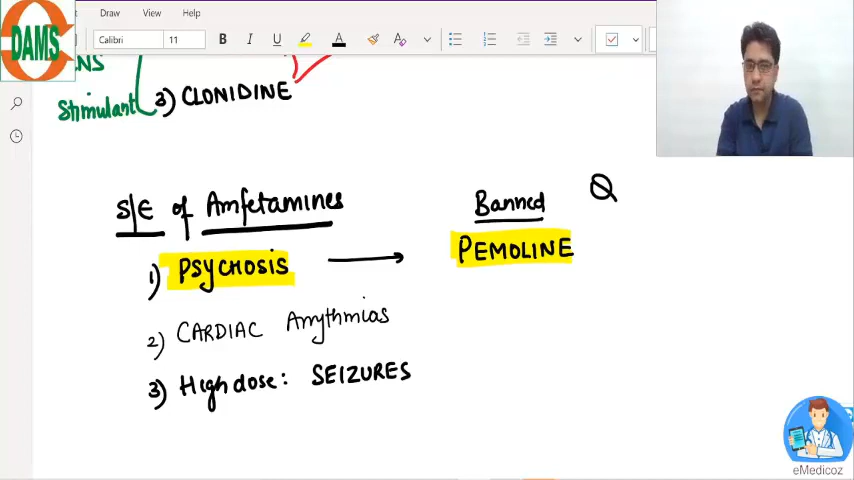 DAMS
Draw View Help
Calibri 11 B I U A A
CNS
Stimulant 3) CLONIDINE
S/E of Amfetamines Banned Q
1) PSYCHOSIS → PEMOLINE
2) CARDIAC Arrythmias
3) High dose: SEIZURES
eMedicoz